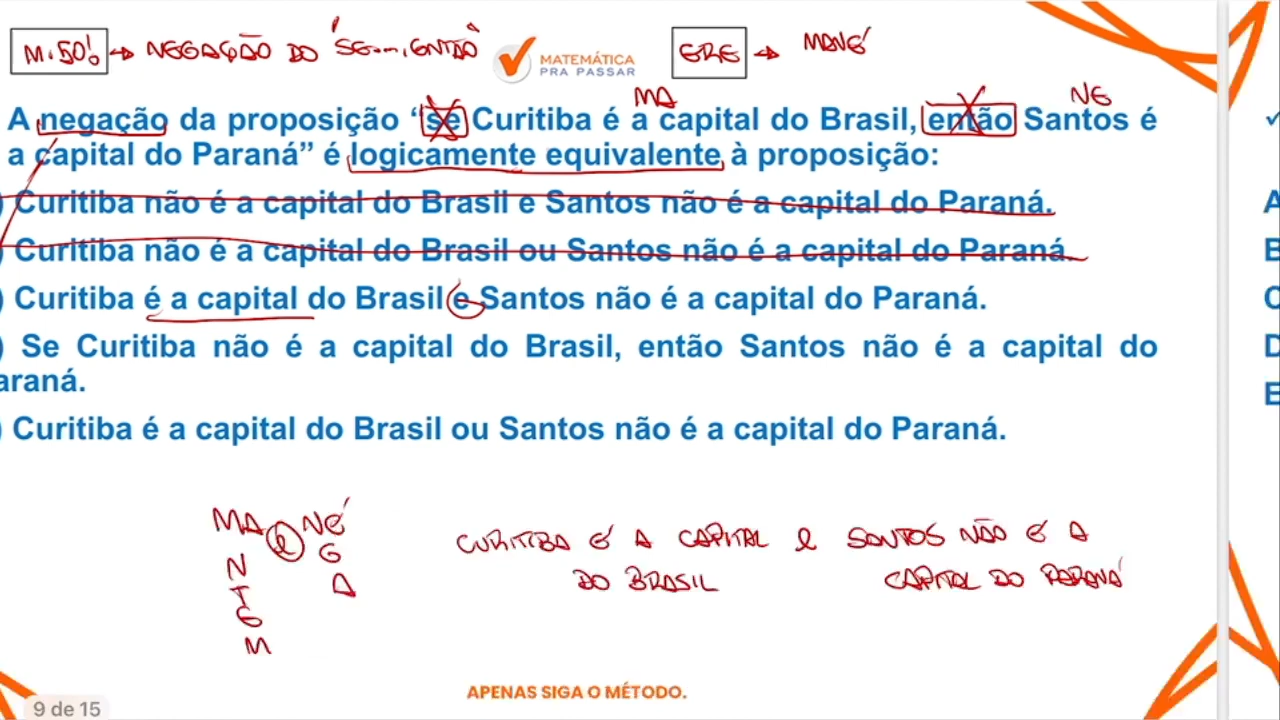 M.50! → NEGAÇÃO DO "SE...,ENTÃO"
MATEMÁTICA
PRA PASSAR
→ MANÉ
MA
NE
A negação da proposição “se Curitiba é a capital do Brasil, então Santos é
a capital do Paraná” é logicamente equivalente à proposição:
) Curitiba não é a capital do Brasil e Santos não é a capital do Paraná.
) Curitiba não é a capital do Brasil ou Santos não é a capital do Paraná.
) Curitiba é a capital do Brasil e Santos não é a capital do Paraná.
) Se Curitiba não é a capital do Brasil, então Santos não é a capital do
araná.
) Curitiba é a capital do Brasil ou Santos não é a capital do Paraná.
A
B
C
D
E
MA e NÉ
N G
T A
E
M
CURITIBA É A CAPITAL e SANTOS NÃO É A
DO BRASIL CAPITAL DO PARANÁ
APENAS SIGA O MÉTODO.
9 de 15